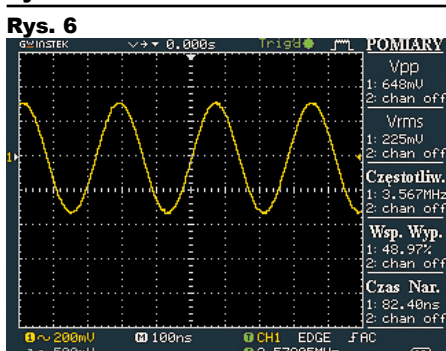 Rys. 6
GWINSTEK 0.000s Trig'd POMIARY
Vpp
1: 648mV
2: chan off
Vrms
1: 225mV
2: chan off
Częstotliw.
1: 3.567MHz
2: chan off
Wsp. Wyp.
1: 48.97%
2: chan off
Czas Nar.
1: 82.40ns
2: chan off
1
1 ~ 200mV M 100ns CH1 EDGE AC